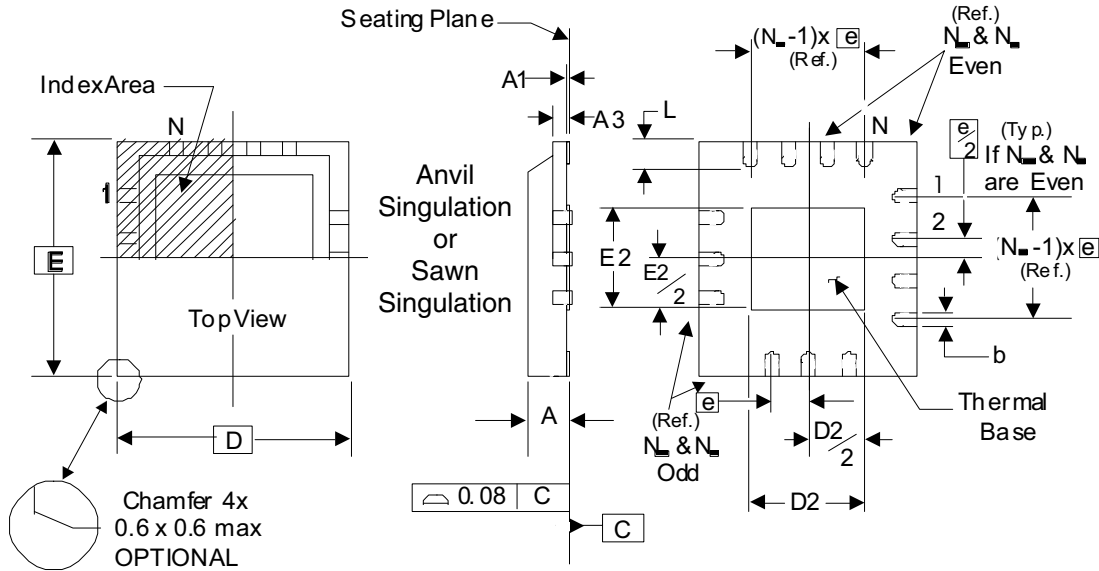 Seating Plane
(Ref.)
(N -1)x e
(Ref.)
N & N
Even
A1
IndexArea
L
A3
N
N
e/2
(Typ.)
If N & N
are Even
1
1
Anvil
Singulation
or
Sawn
Singulation
2
E
E2
E2/2
(N -1)x e
(Ref.)
TopView
b
e
Thermal
Base
A
(Ref.)
N & N
Odd
D2/2
D
0.08 C
D2
C
Chamfer 4x
0.6 x 0.6 max
OPTIONAL